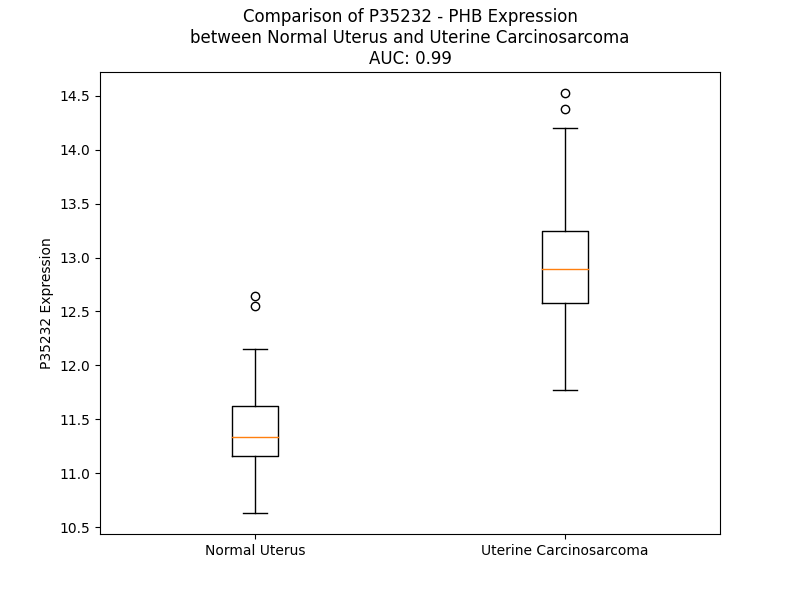 Comparison of P35232 - PHB Expression
between Normal Uterus and Uterine Carcinosarcoma
AUC: 0.99
14.5
14.0
13.5
13.0
12.5
12.0
11.5
11.0
10.5
P35232 Expression
Normal Uterus
Uterine Carcinosarcoma